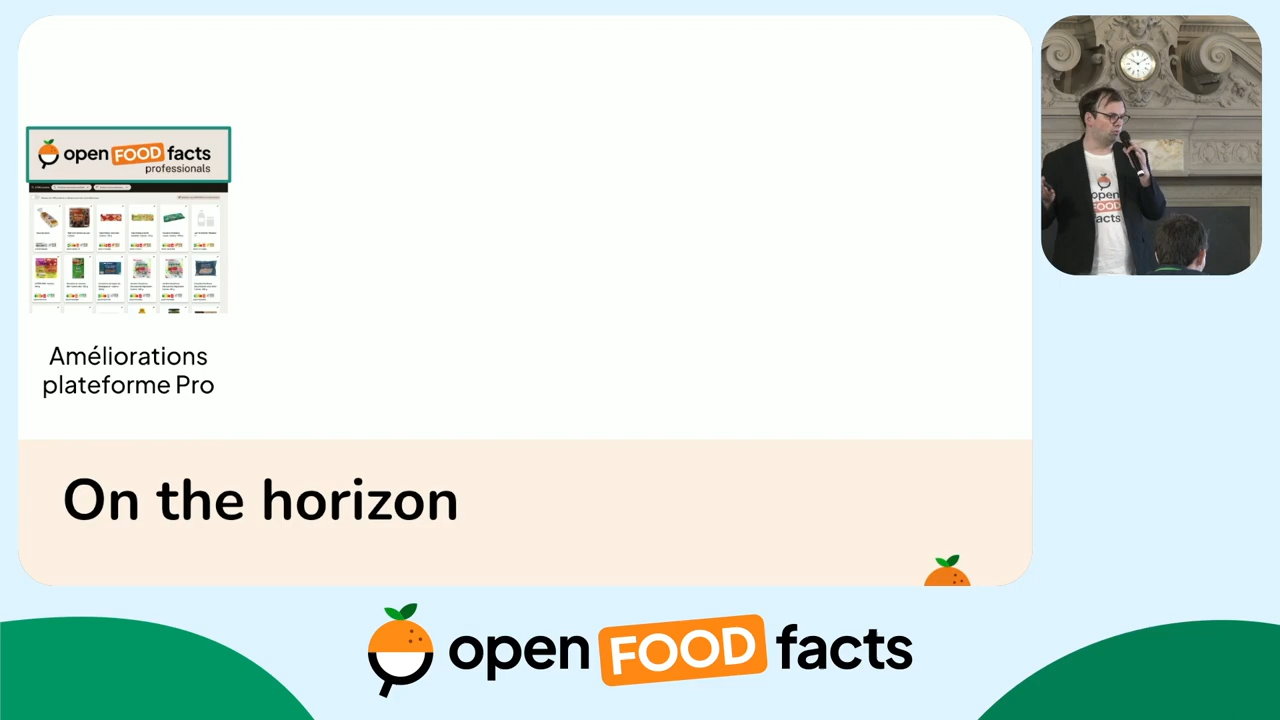 open FOOD facts
professionals
Améliorations
plateforme Pro
On the horizon
open
FOOD
facts
open FOOD facts